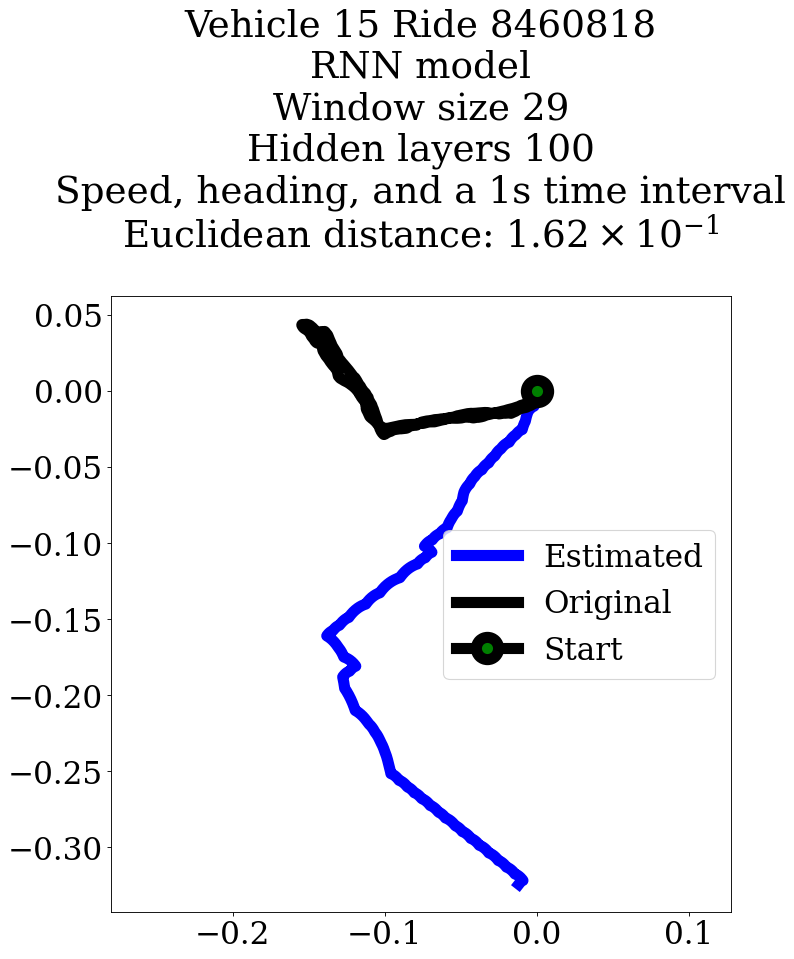 Vehicle 15 Ride 8460818
RNN model
Window size 29
Hidden layers 100
Speed, heading, and a 1s time interval
Euclidean distance: 1.62 × 10⁻¹
0.05
0.00
−0.05
−0.10
−0.15
−0.20
−0.25
−0.30
Estimated
Original
Start
−0.2 −0.1 0.0 0.1